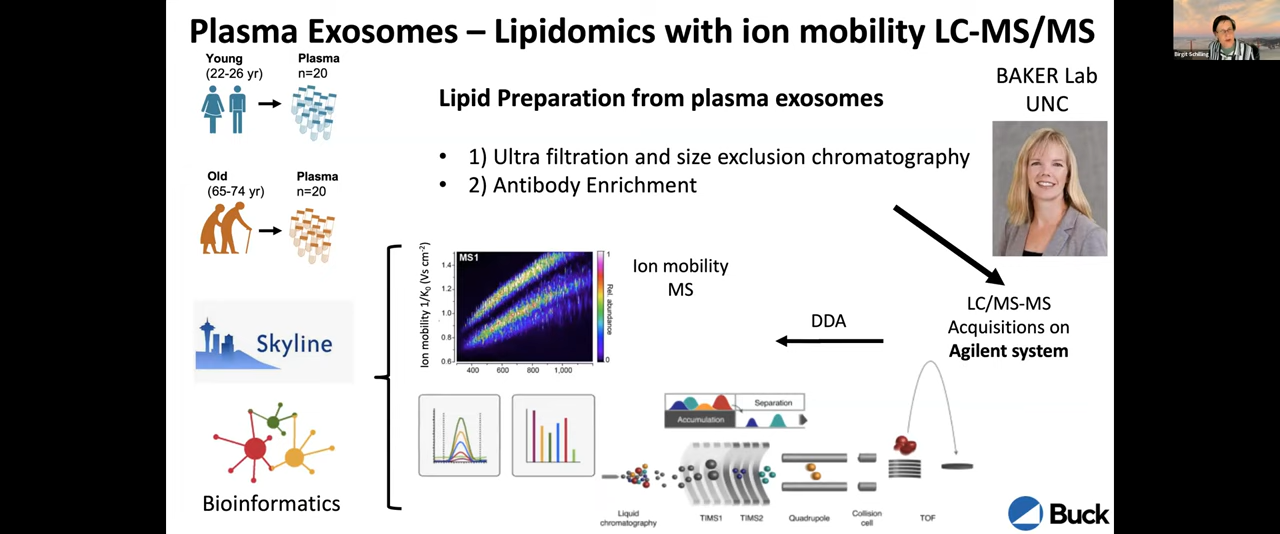 Plasma Exosomes – Lipidomics with ion mobility LC-MS/MS
Birgit Schilling
Young
(22-26 yr)
Plasma
n=20
Old
(65-74 yr)
Plasma
n=20
Lipid Preparation from plasma exosomes
• 1) Ultra filtration and size exclusion chromatography
• 2) Antibody Enrichment
BAKER Lab
UNC
LC/MS-MS
Acquisitions on
Agilent system
DDA
Ion mobility
MS
MS1
Ion mobility 1/K₀ (Vs cm⁻²)
1.4
1.2
1.0
0.8
0.6
400
600
800
1,000
1
Rel. abundance
0
Skyline
Bioinformatics
Accumulation
Separation
Liquid
chromatography
TIMS1
TIMS2
Quadrupole
Collision
cell
TOF
Buck